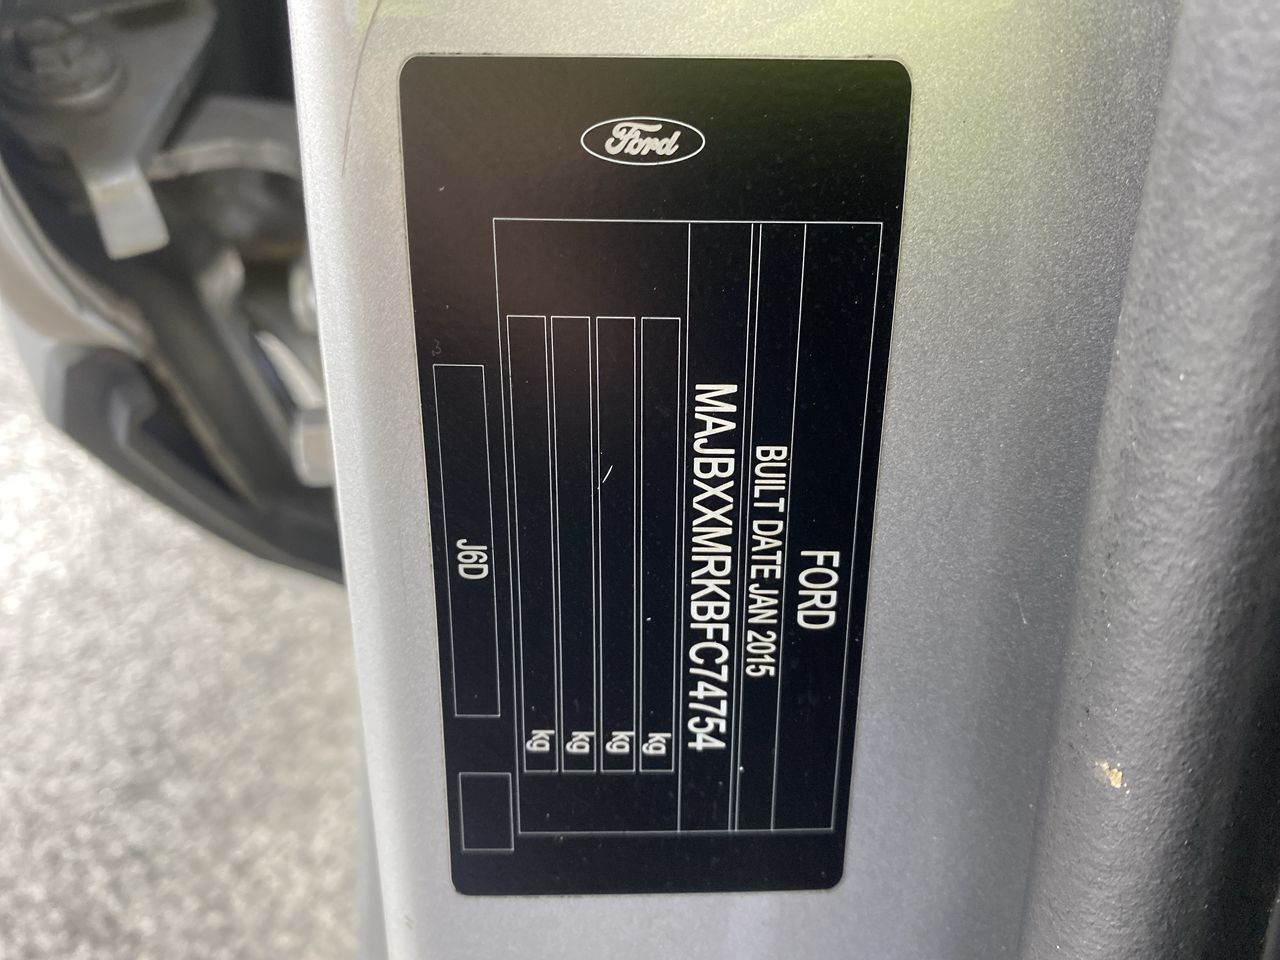 Ford
FORD
BUILT DATE JAN 2015
MAJBXXMRKBFC74754
kg
kg
kg
kg
J6D